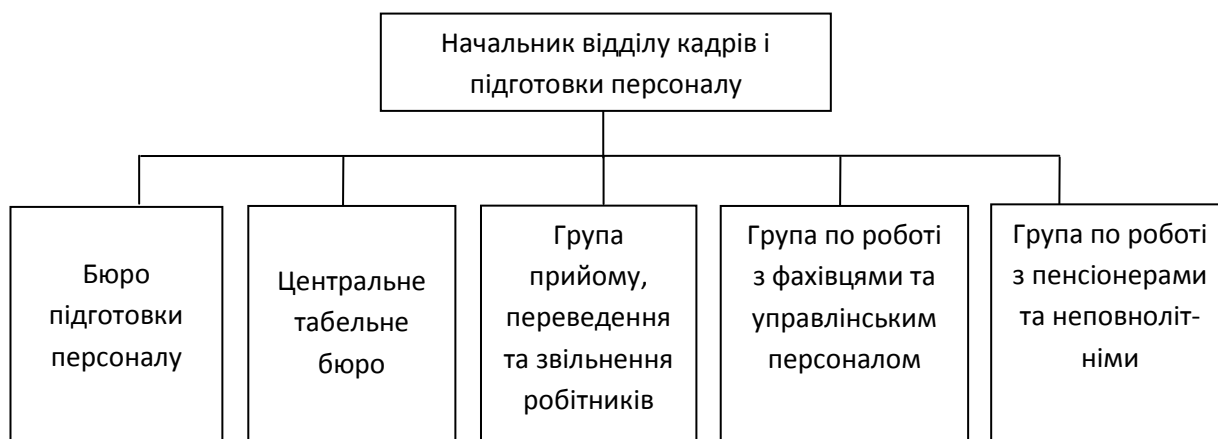 Начальник відділу кадрів і
підготовки персоналу
Бюро
підготовки
персоналу
Центральне
табельне
бюро
Група
прийому,
переведення
та звільнення
робітників
Група по роботі
з фахівцями та
управлінським
персоналом
Група по роботі
з пенсіонерами
та неповноліт-
німи